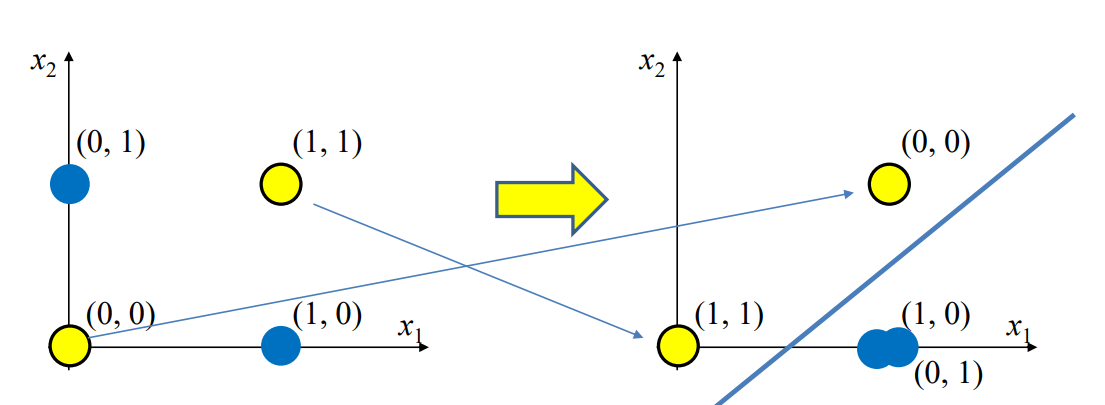 x₂
(0, 1)
(1, 1)
(0, 0)
(1, 0)
x₁
x₂
(0, 0)
(1, 1)
(1, 0)
x₁
(0, 1)